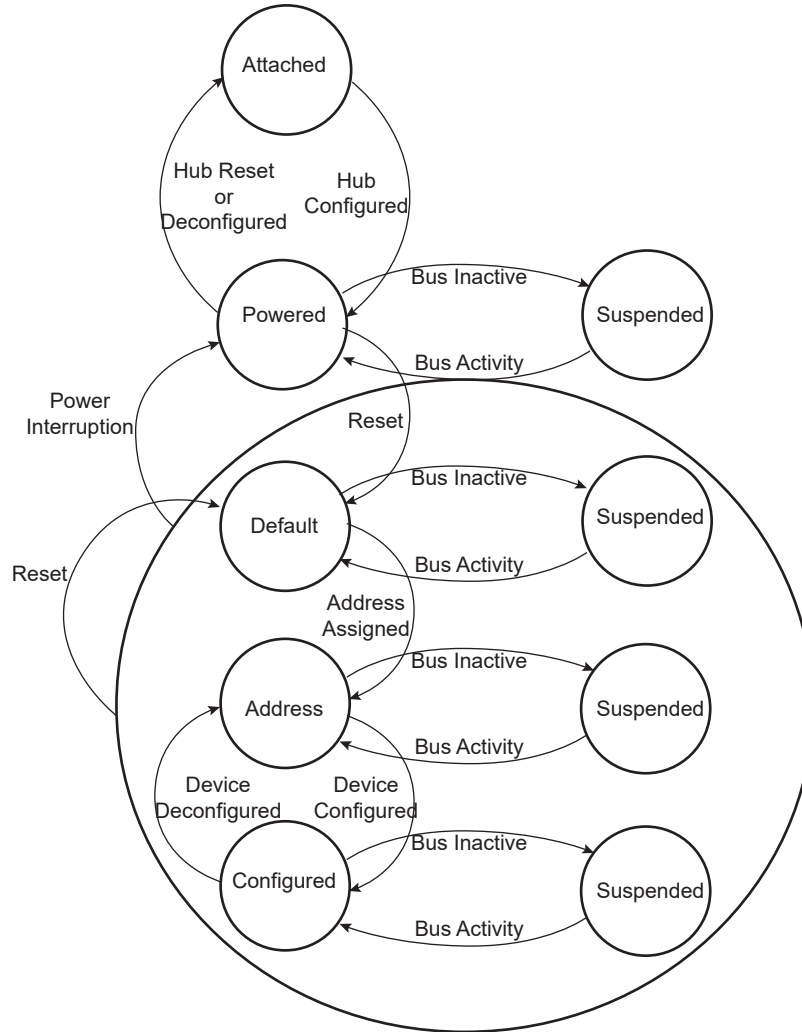 Attached
Hub Reset
or
Deconfigured
Hub
Configured
Powered
Bus Inactive
Suspended
Bus Activity
Power
Interruption
Reset
Default
Bus Inactive
Suspended
Bus Activity
Reset
Address
Assigned
Address
Bus Inactive
Suspended
Bus Activity
Device
Deconfigured
Device
Configured
Configured
Bus Inactive
Suspended
Bus Activity